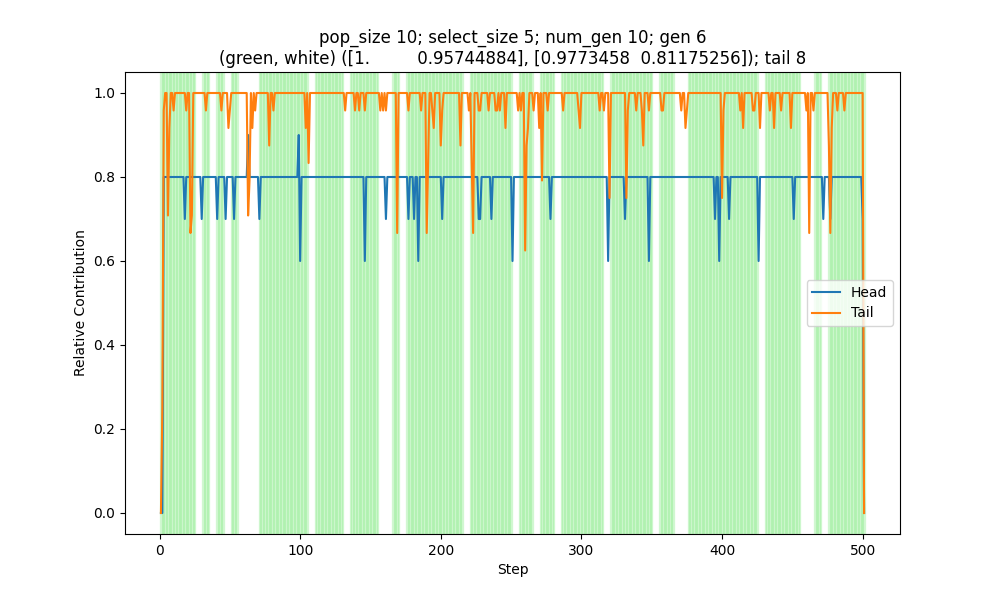 pop_size 10; select_size 5; num_gen 10; gen 6
(green, white) ([1.         0.95744884], [0.9773458  0.81175256]); tail 8
1.0
0.8
0.6
0.4
0.2
0.0
Relative Contribution
Head
Tail
0
100
200
300
400
500
Step